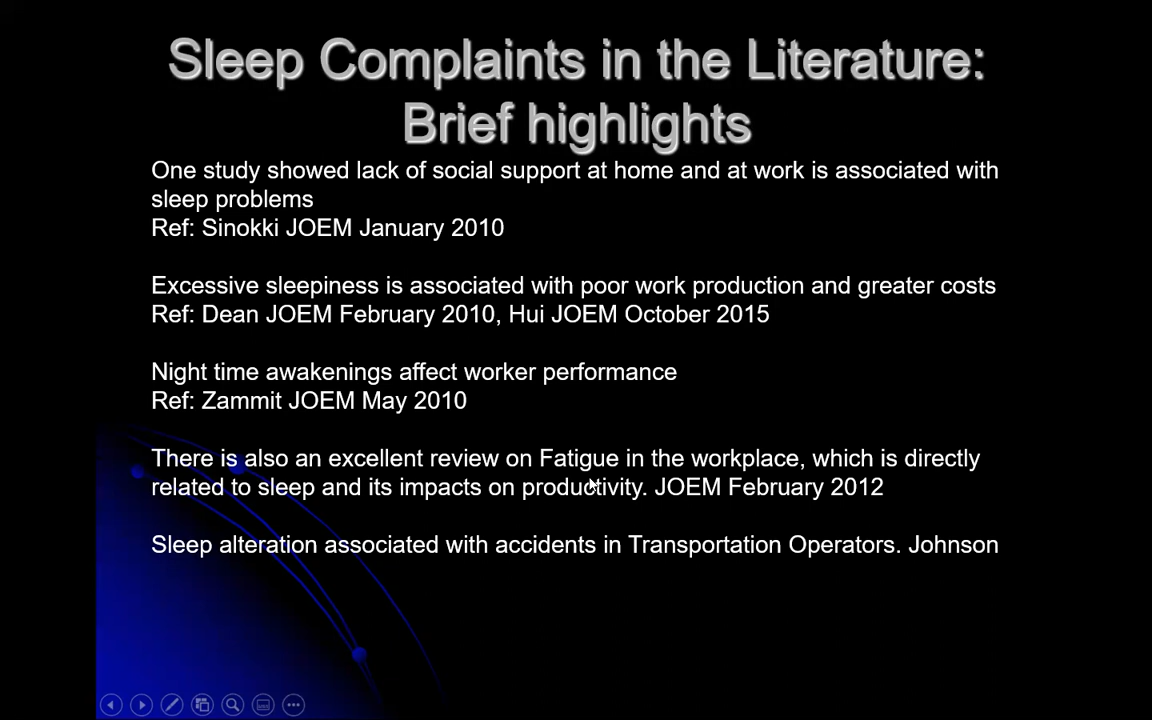 Sleep Complaints in the Literature:
Brief highlights
One study showed lack of social support at home and at work is associated with
sleep problems
Ref: Sinokki JOEM January 2010
Excessive sleepiness is associated with poor work production and greater costs
Ref: Dean JOEM February 2010, Hui JOEM October 2015
Night time awakenings affect worker performance
Ref: Zammit JOEM May 2010
There is also an excellent review on Fatigue in the workplace, which is directly
related to sleep and its impacts on productivity. JOEM February 2012
Sleep alteration associated with accidents in Transportation Operators. Johnson